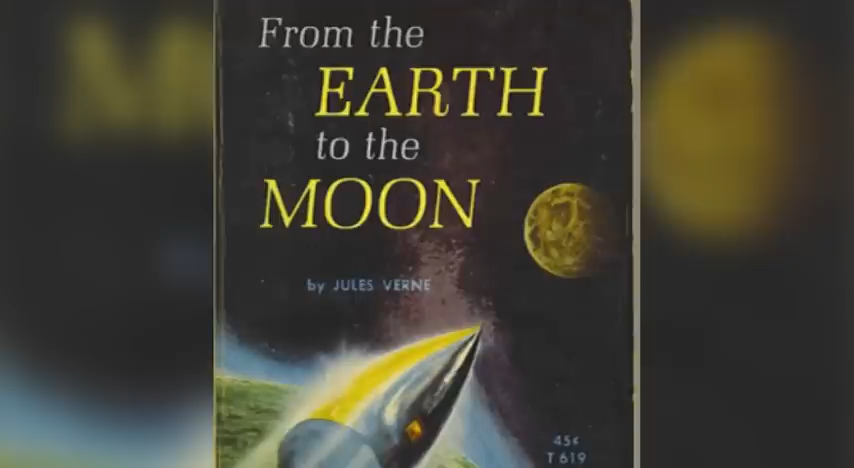 From the
EARTH
to the
MOON
by JULES VERNE
45¢
T 619